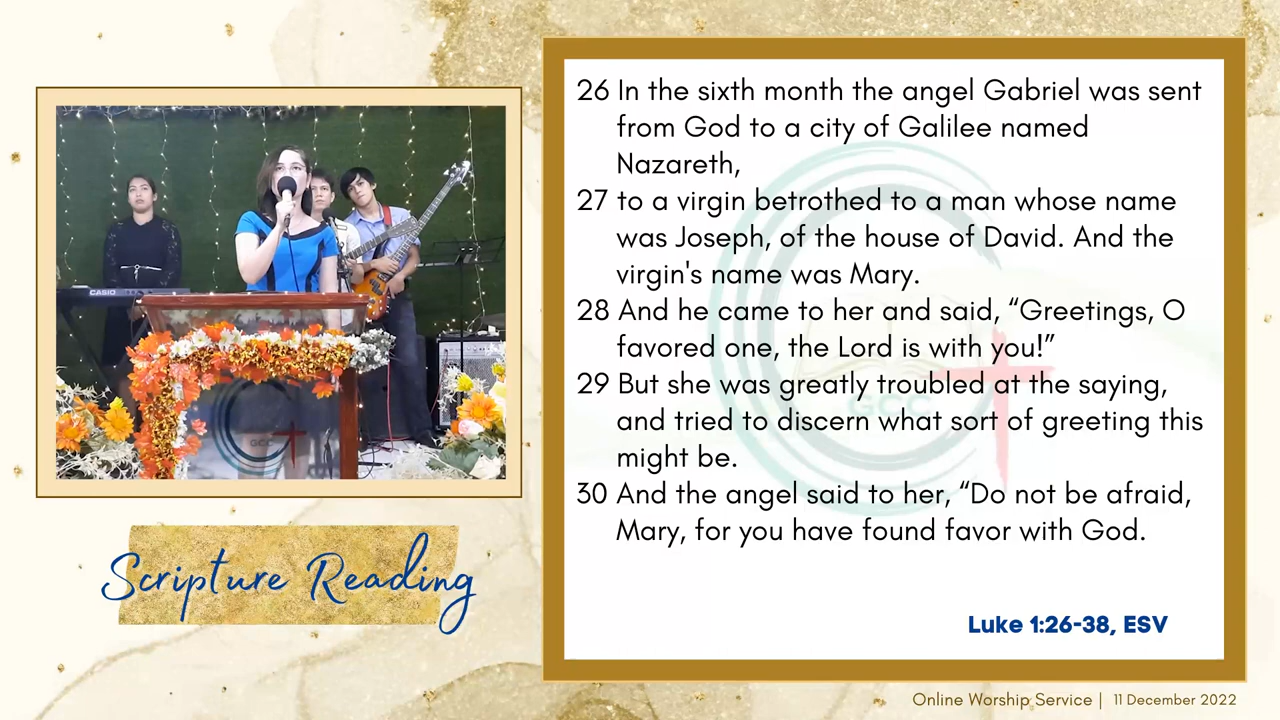 26 In the sixth month the angel Gabriel was sent
from God to a city of Galilee named
Nazareth,
27 to a virgin betrothed to a man whose name
was Joseph, of the house of David. And the
virgin's name was Mary.
28 And he came to her and said, “Greetings, O
favored one, the Lord is with you!”
29 But she was greatly troubled at the saying,
and tried to discern what sort of greeting this
might be.
30 And the angel said to her, “Do not be afraid,
Mary, for you have found favor with God.
Luke 1:26-38, ESV
CASIO
GCC
GCC
Scripture Reading
Online Worship Service | 11 December 2022